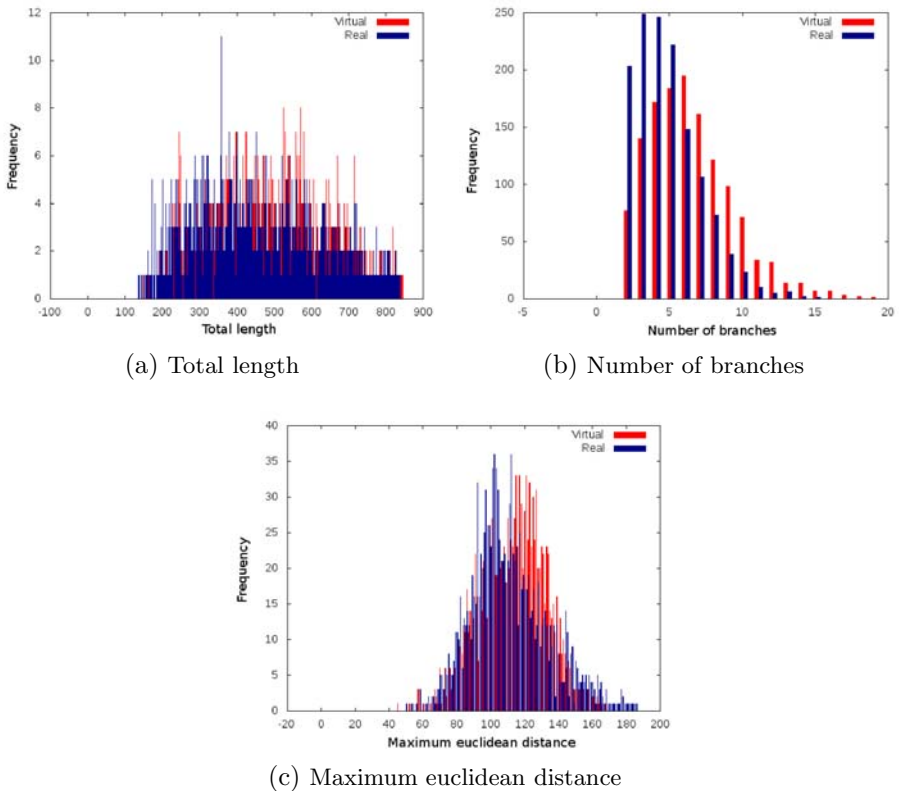 12
10
8
6
4
2
0
Frequency
Virtual
Real
-100 0 100 200 300 400 500 600 700 800 900
Total length
(a) Total length
250
200
150
100
50
0
Frequency
Virtual
Real
-5 0 5 10 15 20
Number of branches
(b) Number of branches
40
35
30
25
20
15
10
5
0
Frequency
Virtual
Real
-20 0 20 40 60 80 100 120 140 160 180 200
Maximum euclidean distance
(c) Maximum euclidean distance